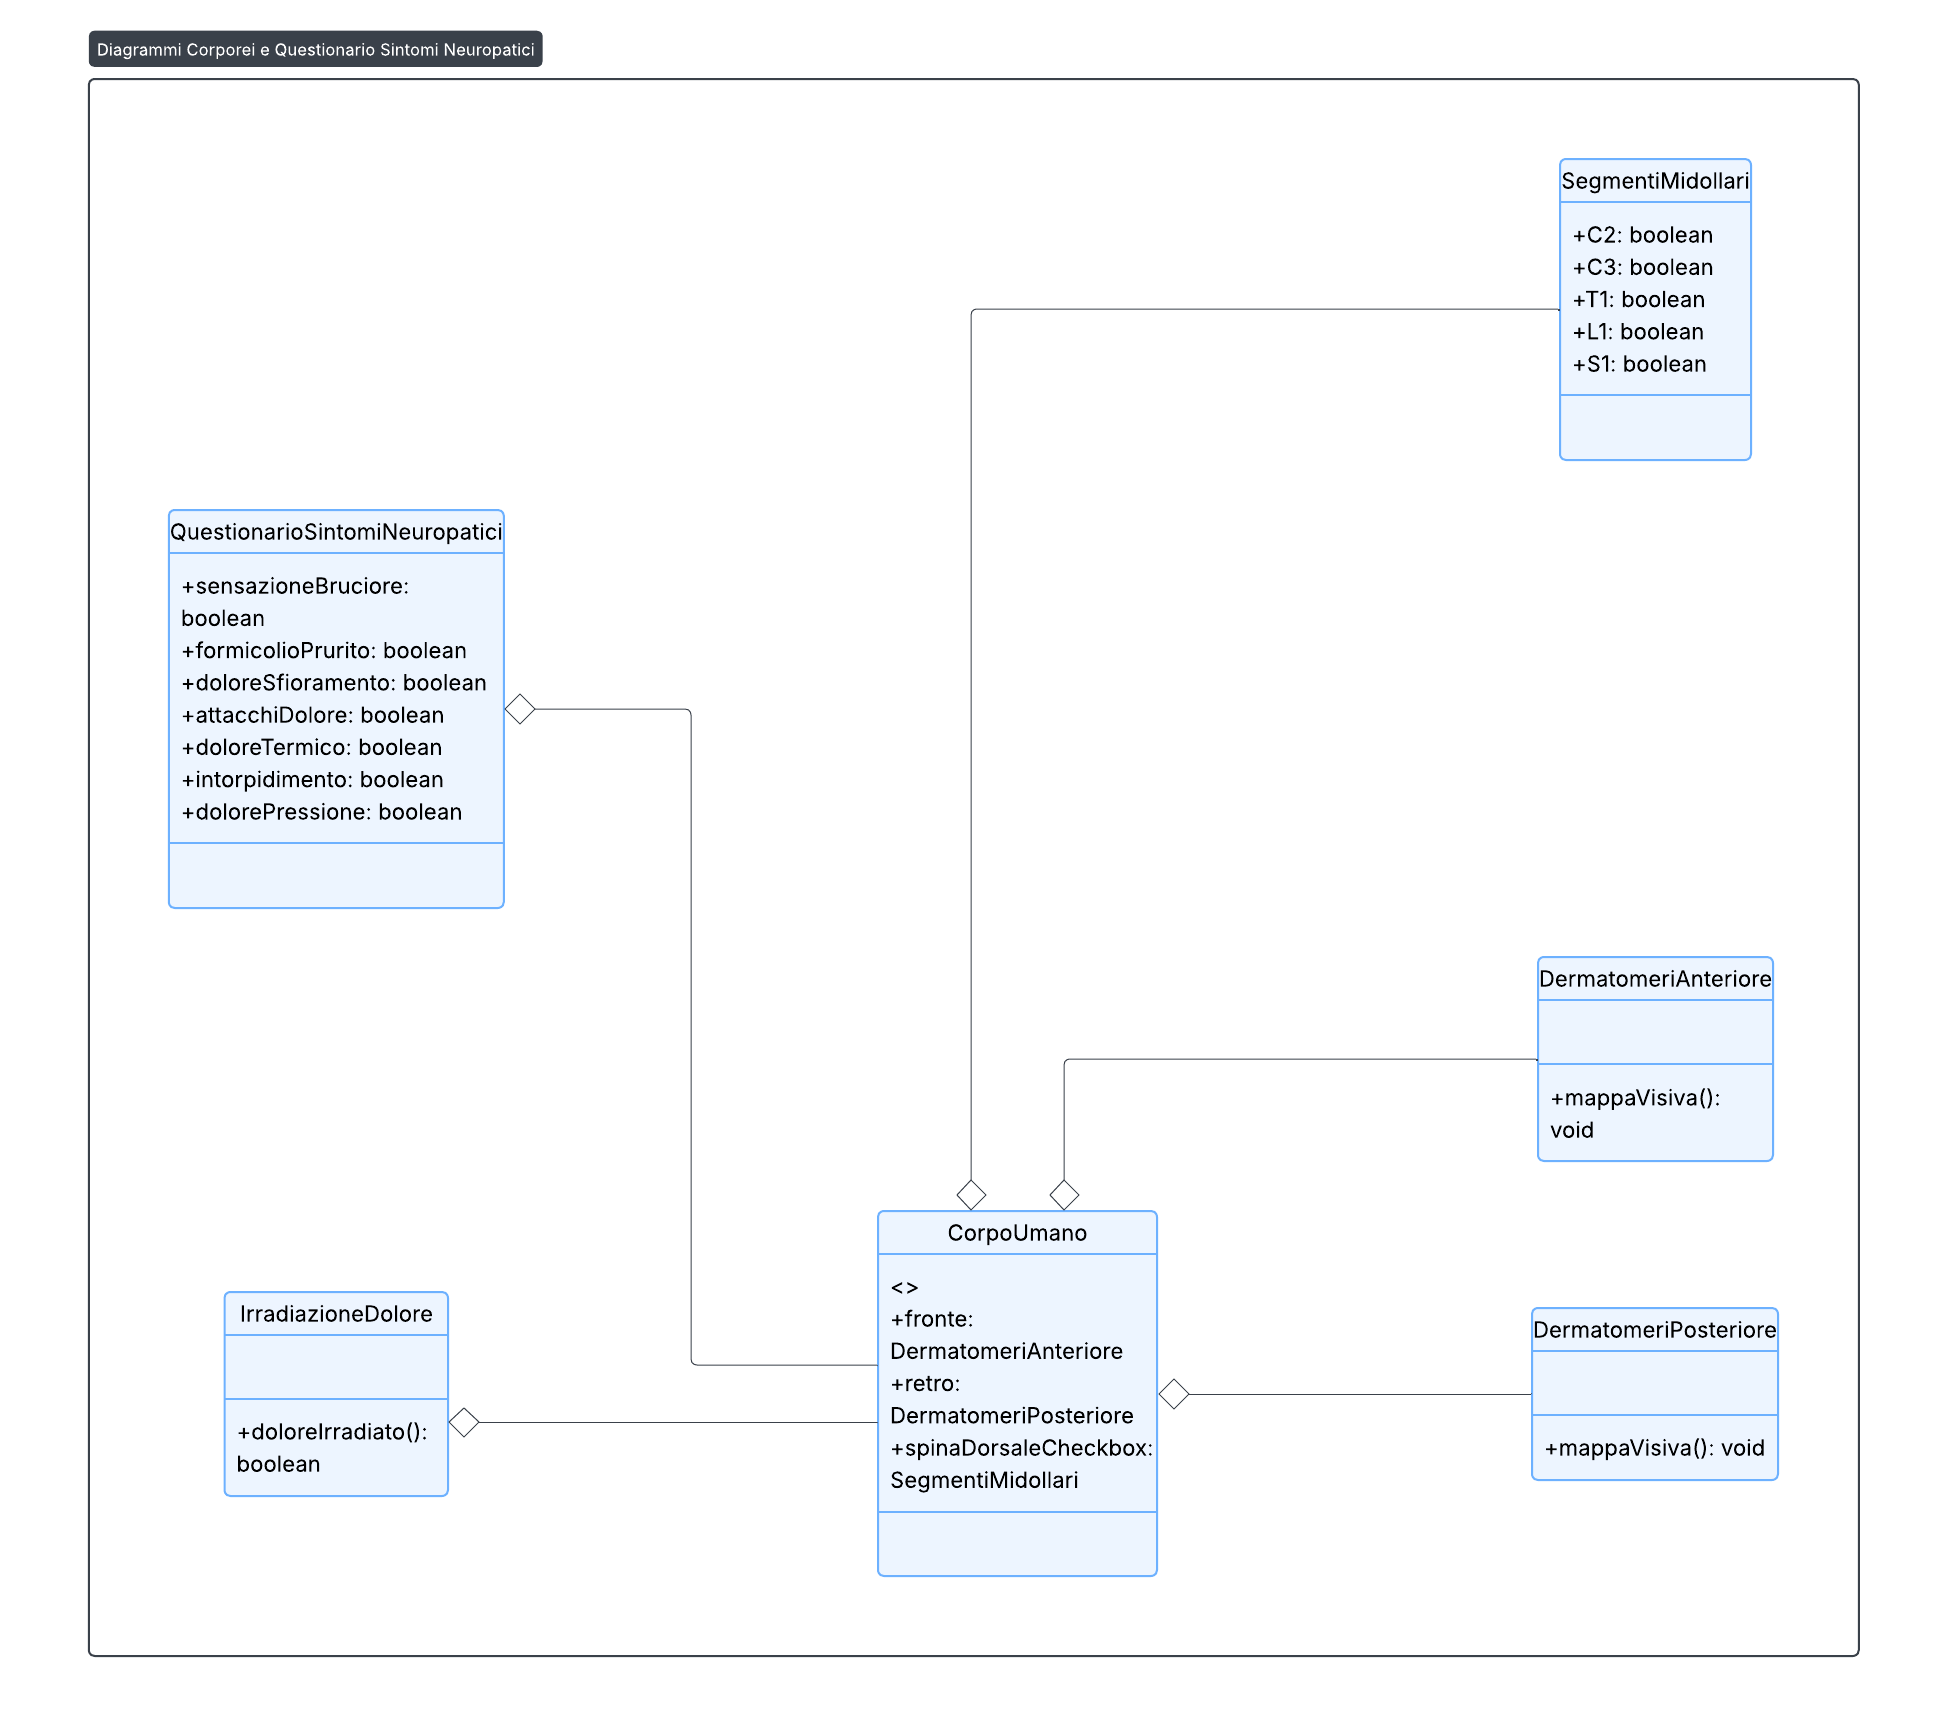 Diagrammi Corporei e Questionario Sintomi Neuropatici
SegmentiMidollari
+C2: boolean
+C3: boolean
+T1: boolean
+L1: boolean
+S1: boolean
QuestionarioSintomiNeuropatici
+sensazioneBruciore:
boolean
+formicolioPrurito: boolean
+doloreSfioramento: boolean
+attacchiDolore: boolean
+doloreTermico: boolean
+intorpidimento: boolean
+dolorePressione: boolean
DermatomeriAnteriore
+mappaVisiva():
void
CorpoUmano
<>
+fronte:
DermatomeriAnteriore
+retro:
DermatomeriPosteriore
+spinaDorsaleCheckbox:
SegmentiMidollari
IrradiazioneDolore
+doloreIrradiato():
boolean
DermatomeriPosteriore
+mappaVisiva(): void